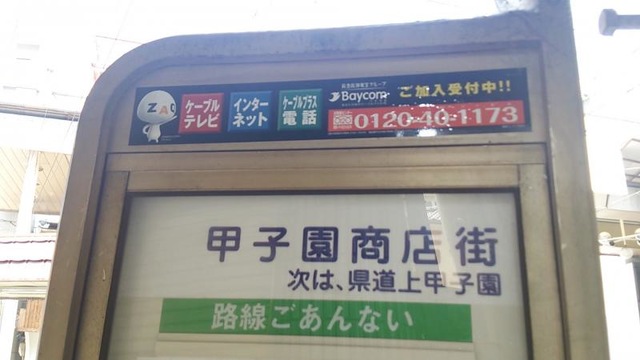 ZAQ
ケーブルテレビ
インターネット
ケーブルプラス電話
阪急阪神東宝グループ
Baycom
ご加入受付中!!
0120-40-1173
甲子園商店街
次は、県道上甲子園
路線ごあんない